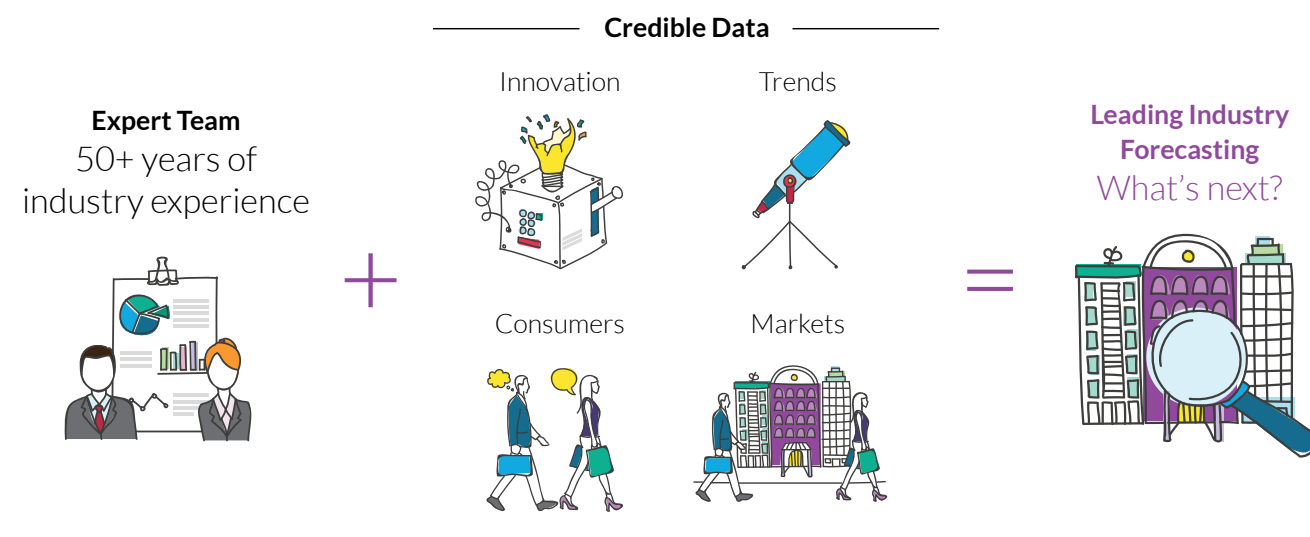 Expert Team
50+ years of
industry experience
+
Credible Data
Innovation
Trends
Consumers
Markets
=
Leading Industry
Forecasting
What's next?